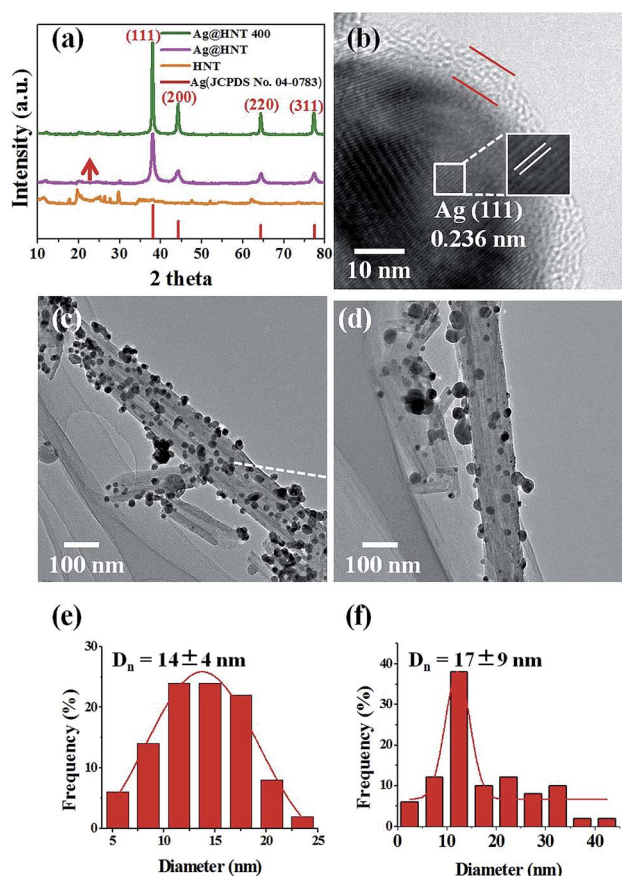 (a)
(111)
Ag@HNT 400
Ag@HNT
HNT
Ag(JCPDS No. 04-0783)
(200)
(220)
(311)
Intensity (a.u.)
10 20 30 40 50 60 70 80
2 theta
(b)
Ag (111)
0.236 nm
10 nm
(c)
100 nm
(d)
100 nm
(e)
Dn = 14±4 nm
30
20
10
0
Frequency (%)
5 10 15 20 25
Diameter (nm)
(f)
Dn = 17±9 nm
40
30
20
10
0
Frequency (%)
0 10 20 30 40
Diameter (nm)